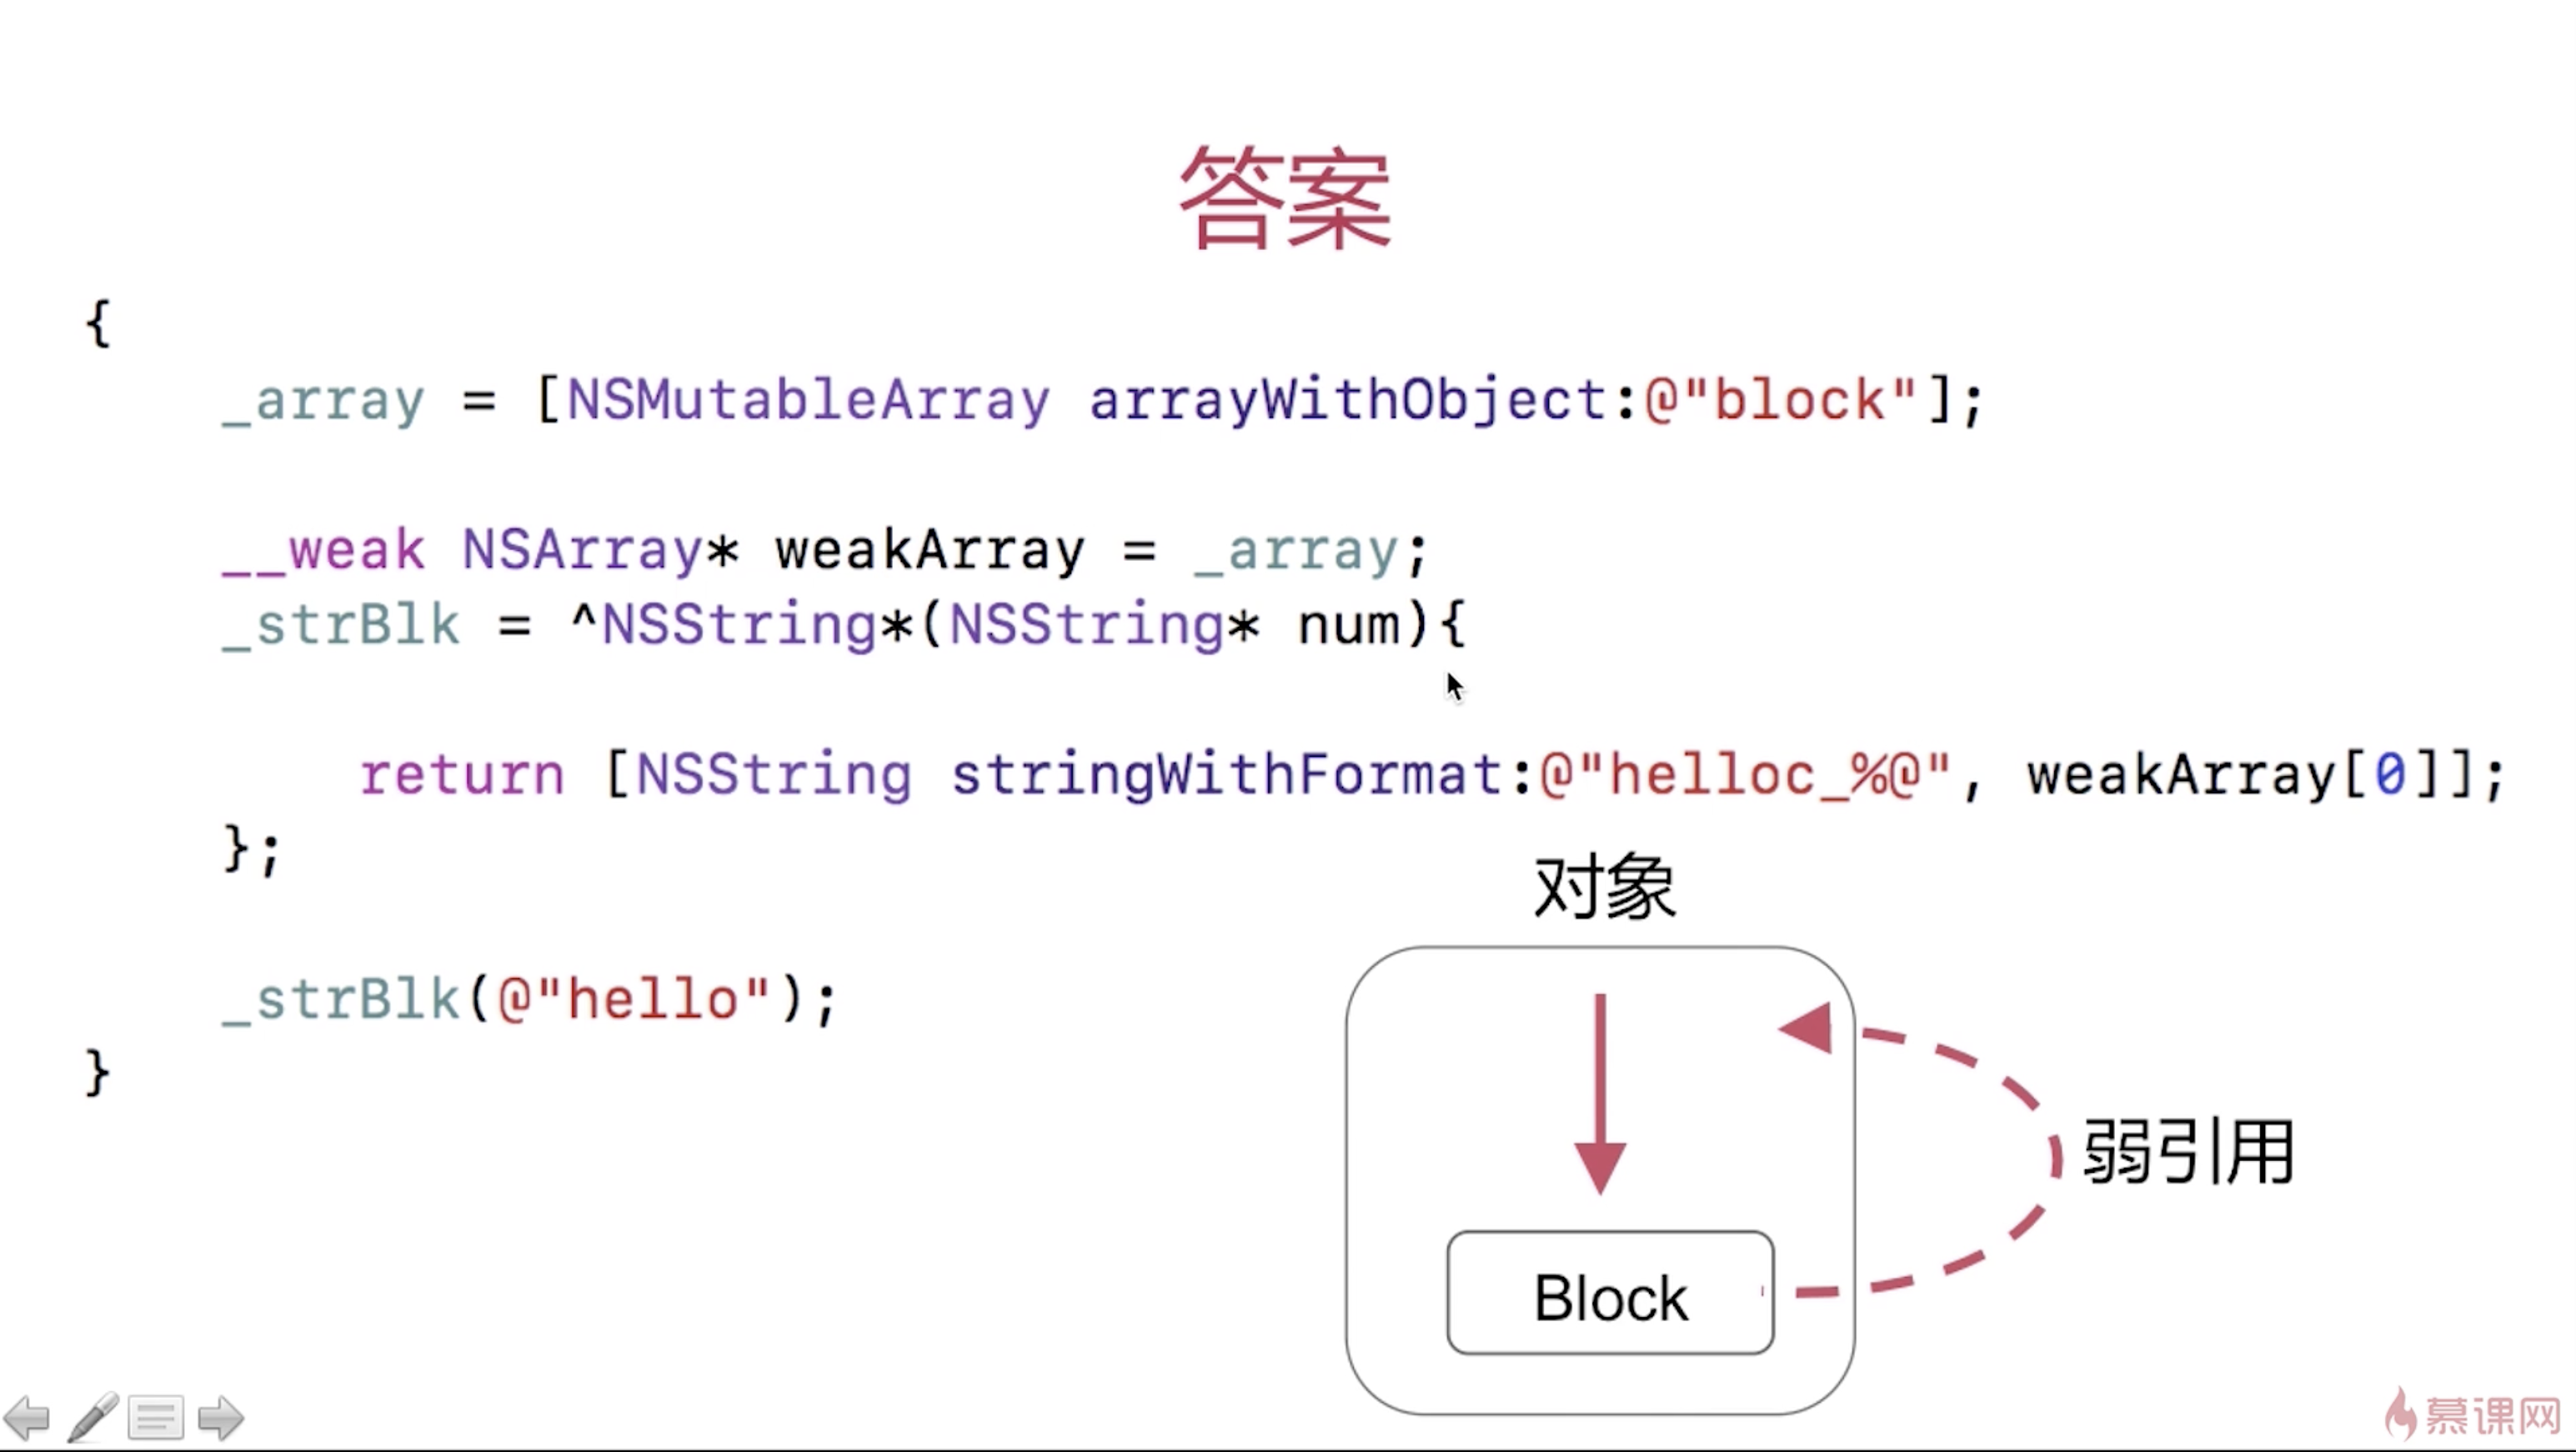 答案
{
_array = [NSMutableArray arrayWithObject:@"block"];
__weak NSArray* weakArray = _array;
_strBlk = ^NSString*(NSString* num){
return [NSString stringWithFormat:@"helloc_%@", weakArray[0]];
};
_strBlk(@"hello");
}
对象
弱引用
Block
慕课网